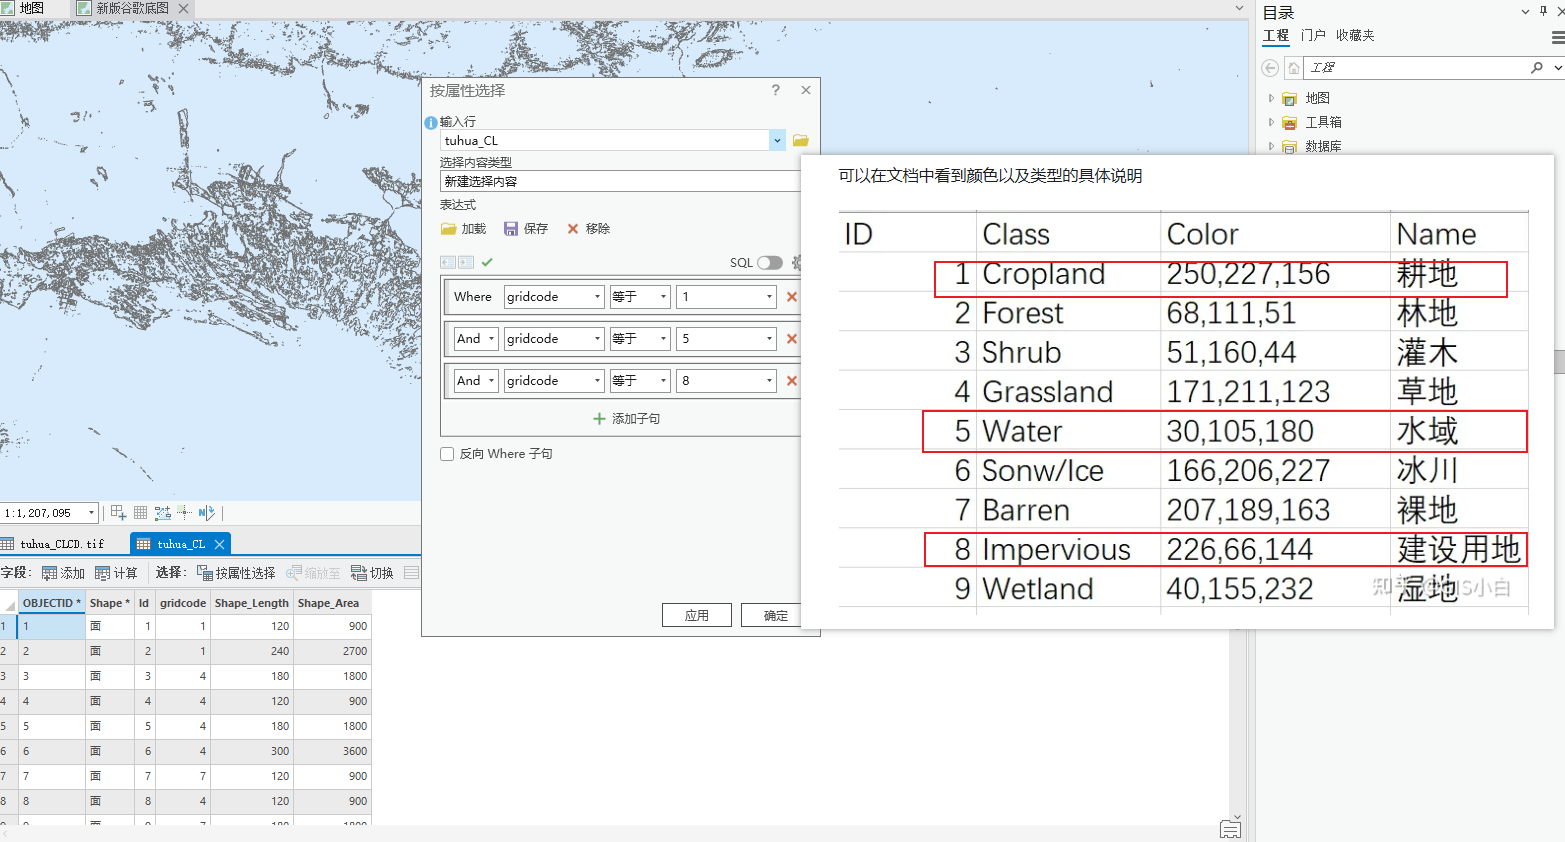 地图
新版谷歌底图
目录
工程 门户 收藏夹
工程
地图
工具箱
数据库
按属性选择
输入行
tuhua_CL
选择内容类型
新建选择内容
表达式
加载 保存 移除
SQL
Where gridcode 等于 1
And gridcode 等于 5
And gridcode 等于 8
添加子句
反向 Where 子句
应用 确定
可以在文档中看到颜色以及类型的具体说明
ID Class Color Name
1 Cropland 250,227,156 耕地
2 Forest 68,111,51 林地
3 Shrub 51,160,44 灌木
4 Grassland 171,211,123 草地
5 Water 30,105,180 水域
6 Sonw/Ice 166,206,227 冰川
7 Barren 207,189,163 裸地
8 Impervious 226,66,144 建设用地
9 Wetland 40,155,232 湿地
1:1,207,095
tuhua_CLCD.tif tuhua_CL
字段: 添加 计算 选择: 按属性选择 缩放至 切换
OBJECTID * Shape * Id gridcode Shape_Length Shape_Area
1 1 面 1 1 120 900
2 2 面 2 1 240 2700
3 3 面 3 4 180 1800
4 4 面 4 4 120 900
5 5 面 5 4 180 1800
6 6 面 6 4 300 3600
7 7 面 7 7 120 900
8 8 面 8 4 120 900